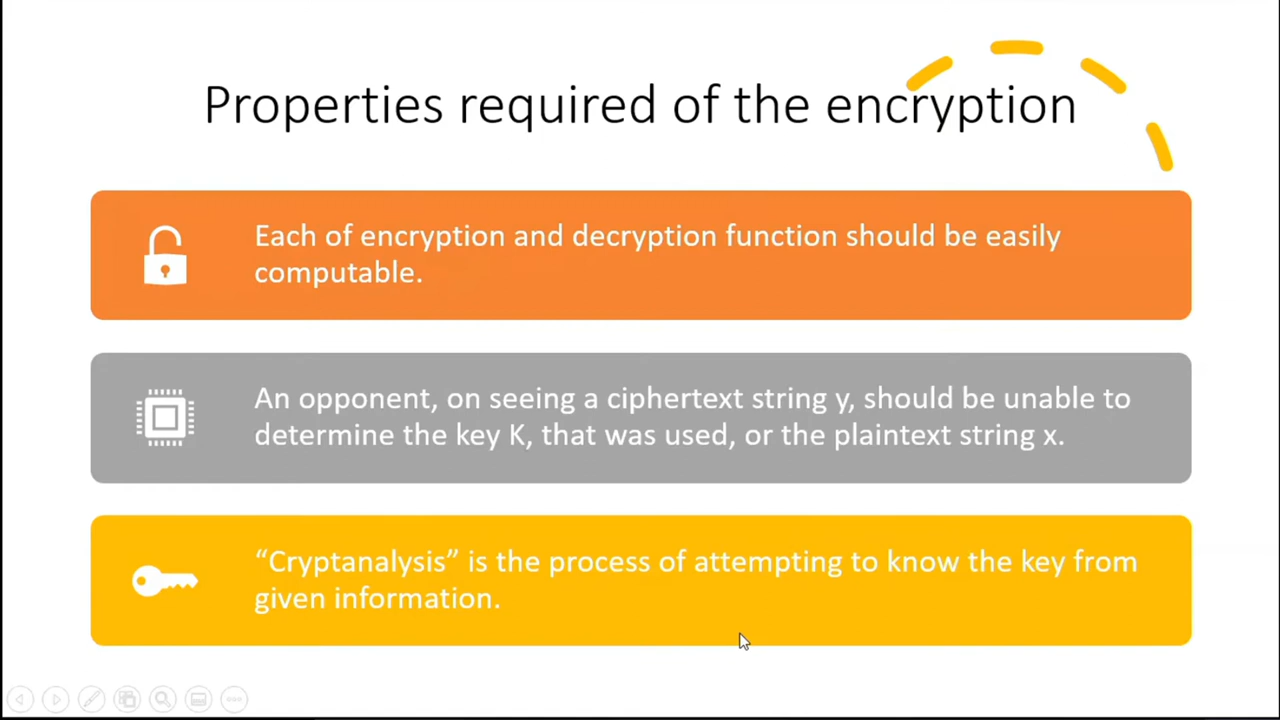 Properties required of the encryption
Each of encryption and decryption function should be easily
computable.
An opponent, on seeing a ciphertext string y, should be unable to
determine the key K, that was used, or the plaintext string x.
“Cryptanalysis” is the process of attempting to know the key from
given information.